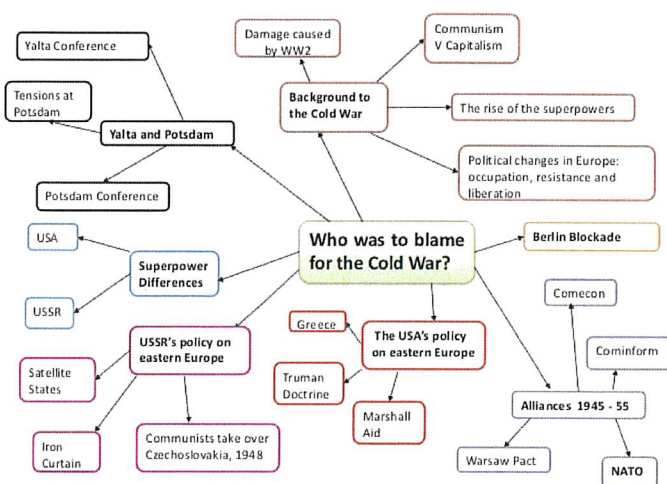 Yalta Conference
Damage caused
by WW2
Communism
V Capitalism
Tensions at
Potsdam
Background to
the Cold War
The rise of the superpowers
Yalta and Potsdam
Political changes in Europe:
occupation, resistance and
liberation
Potsdam Conference
USA
Superpower
Differences
Who was to blame
for the Cold War?
Berlin Blockade
USSR
Comecon
USSR's policy on
eastern Europe
Greece
The USA's policy
on eastern Europe
Cominform
Satellite
States
Truman
Doctrine
Alliances 1945 - 55
Marshall
Aid
Iron
Curtain
Communists take over
Czechoslovakia, 1948
Warsaw Pact
NATO